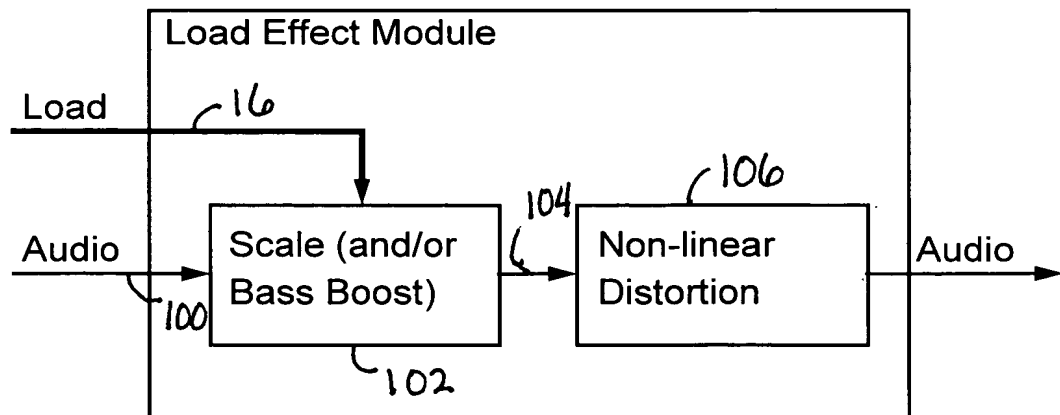 Load Effect Module
Load
16
106
104
Audio
Scale (and/or
Bass Boost)
Non-linear
Distortion
Audio
100
102